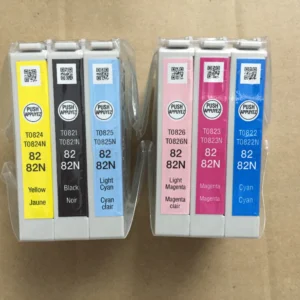 PUSH
T0824
T0824N
82
82N
Yellow
Jaune
PUSH
T0821
T0821N
82
82N
Black
Noir
PUSH
T0825
T0825N
82
82N
Light
Cyan
Cyan
clair
PUSH
T0826
T0826N
82
82N
Light
Magenta
Magenta
clair
PUSH
T0823
T0823N
82
82N
Magenta
Magenta
PUSH
T0822
T0822N
82
82N
Cyan
Cyan